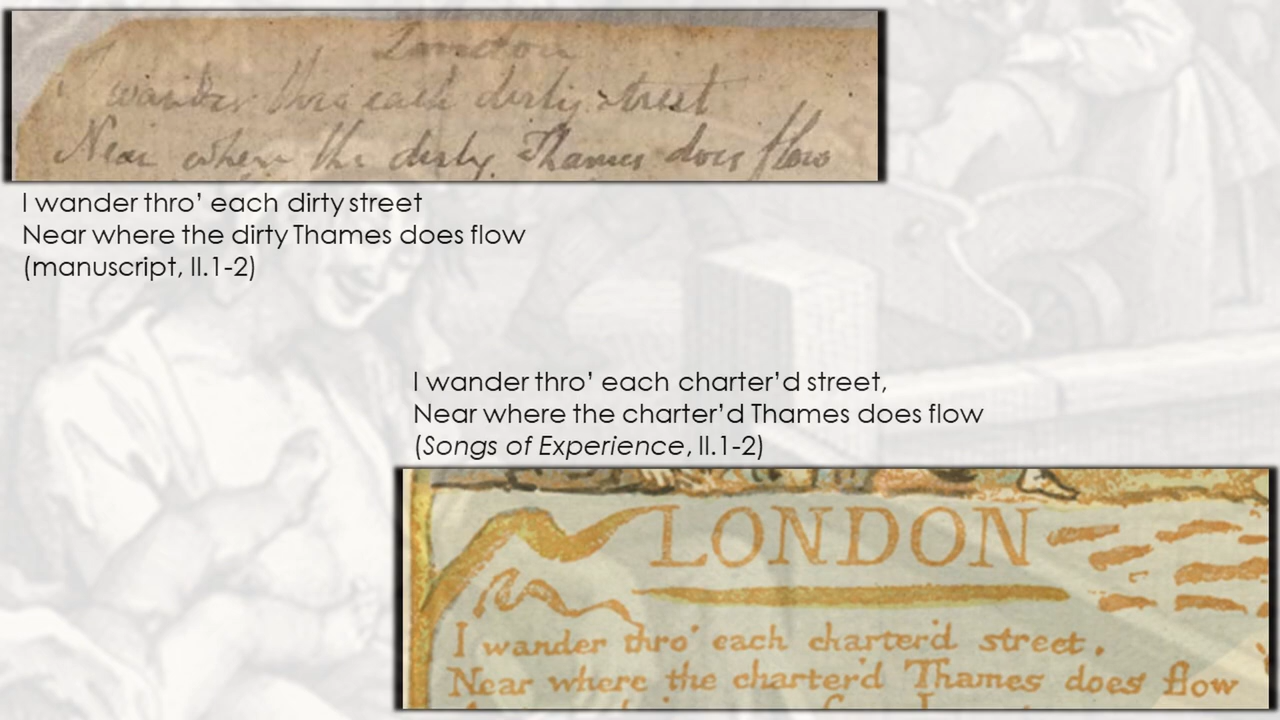 London
I wander thro each dirty street
Near where the dirty Thames does flow
I wander thro’ each dirty street
Near where the dirty Thames does flow
(manuscript, ll.1-2)
I wander thro’ each charter’d street,
Near where the charter’d Thames does flow
(Songs of Experience, ll.1-2)
LONDON
I wander thro' each charter'd street.
Near where the charter'd Thames does flow